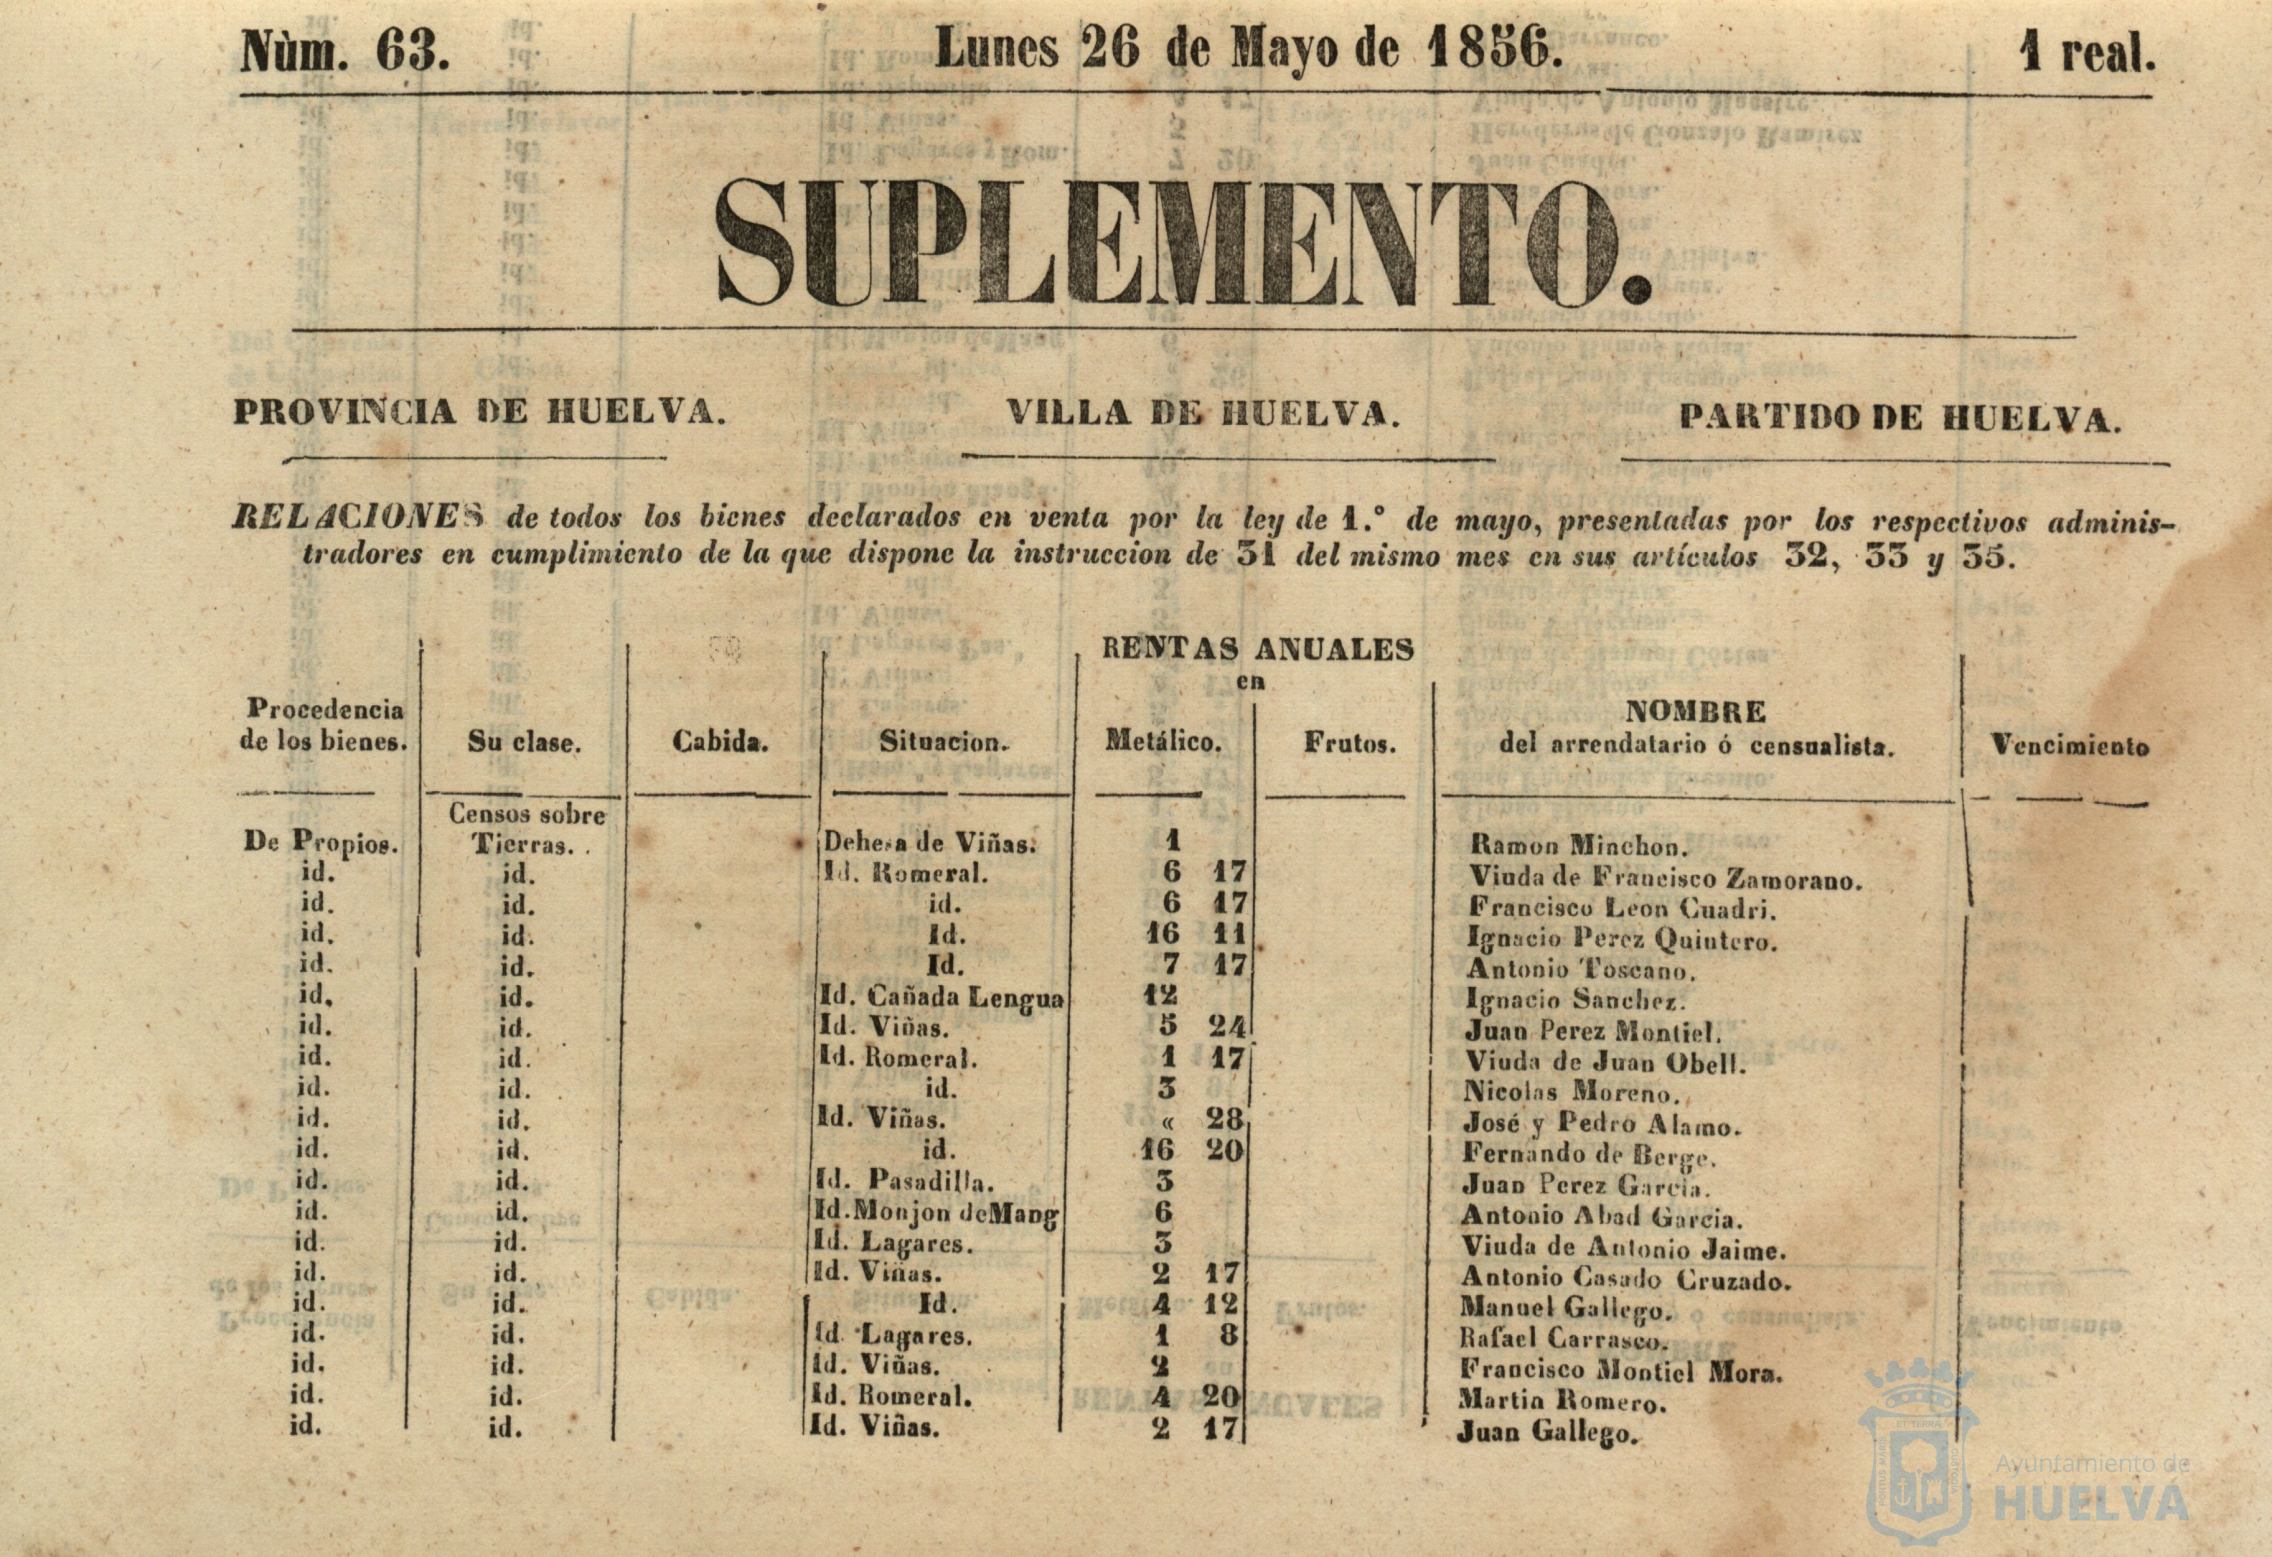 Nùm. 63. Lunes 26 de Mayo de 1856. 1 real.
SUPLEMENTO.
PROVINCIA DE HUELVA. VILLA DE HUELVA. PARTIDO DE HUELVA.
RELACIONES de todos los bienes declarados en venta por la ley de 1.º de mayo, presentadas por los respectivos adminis-
tradores en cumplimiento de la que dispone la instruccion de 31 del mismo mes en sus artículos 32, 33 y 35.
RENTAS ANUALES
en
Procedencia de los bienes. Su clase. Cabida. Situacion. Metálico. Frutos. NOMBRE del arrendatario ó censualista. Vencimiento
Censos sobre
De Propios. Tierras. Dehesa de Viñas. 1 Ramon Minchon.
id. id. Id. Romeral. 6 17 Viuda de Francisco Zamorano.
id. id. id. 6 17 Francisco Leon Cuadri.
id. id. Id. 16 11 Ignacio Perez Quintero.
id. id. Id. 7 17 Antonio Toscano.
id. id. Id. Cañada Lengua 12 Ignacio Sanchez.
id. id. Id. Viñas. 5 24 Juan Perez Montiel.
id. id. Id. Romeral. 1 17 Viuda de Juan Obell.
id. id. id. 3 Nicolas Moreno.
id. id. Id. Viñas. « 28 José y Pedro Alamo.
id. id. id. 16 20 Fernando de Berge.
id. id. Id. Pasadilla. 3 Juan Perez Garcia.
id. id. Id. Monjon de Mang 6 Antonio Abad Garcia.
id. id. Id. Lagares. 3 Viuda de Antonio Jaime.
id. id. Id. Viñas. 2 17 Antonio Casado Cruzado.
id. id. Id. 4 12 Manuel Gallego.
id. id. Id. Lagares. 1 8 Rafael Carrasco.
id. id. Id. Viñas. 2 Francisco Montiel Mora.
id. id. Id. Romeral. 4 20 Martin Romero.
id. id. Id. Viñas. 2 17 Juan Gallego.
Ayuntamiento de
HUELVA